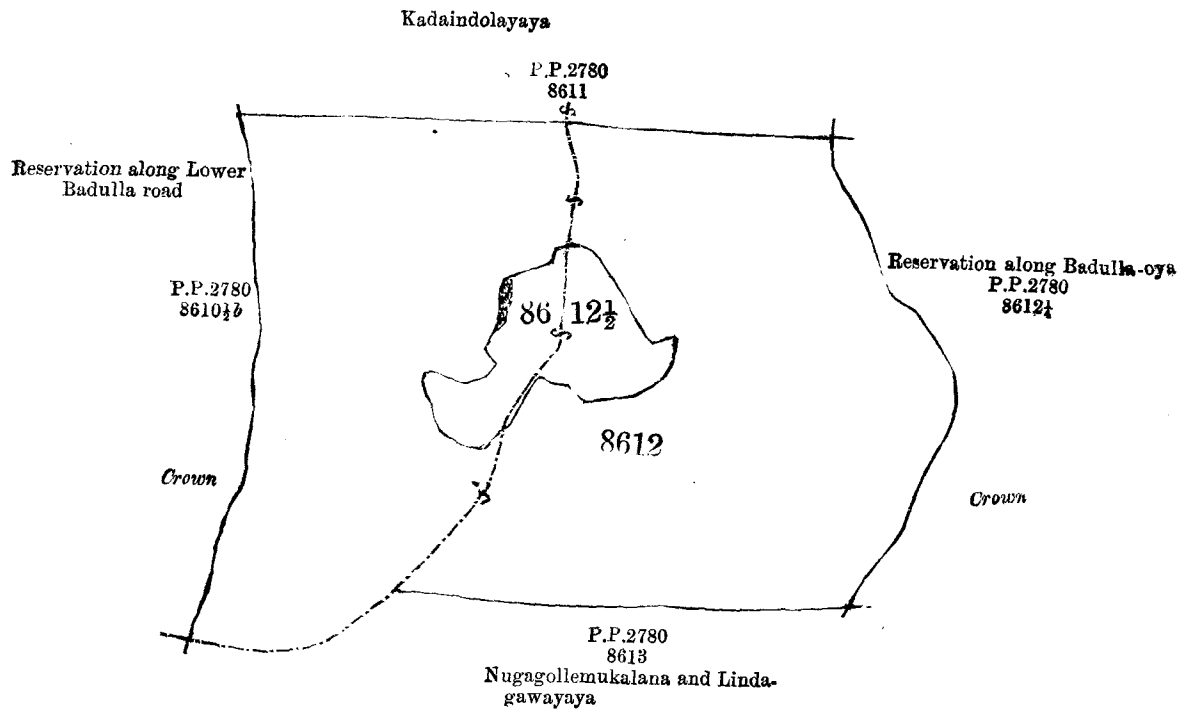 Kadaindolayaya
P.P.2780
8611
Reservation along Lower
Badulla road
P.P.2780
8610½b
Reservation along Badulla-oya
P.P.2780
8612¼
86 12½
8612
Crown
Crown
P.P.2780
8613
Nugagollemukalana and Linda-
gawayaya